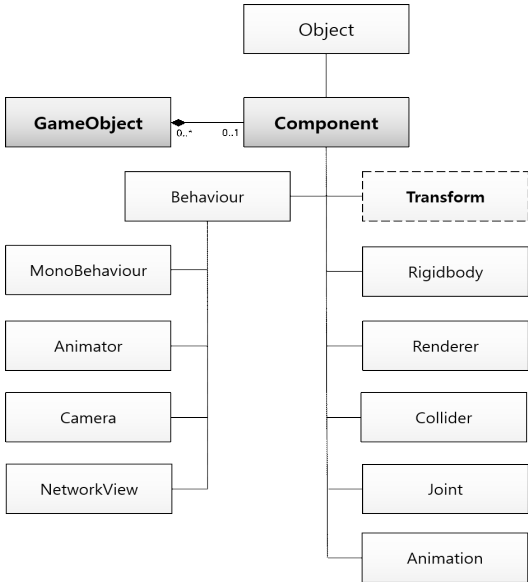 Object
GameObject
Component
0..*
0..1
Behaviour
Transform
MonoBehaviour
Rigidbody
Animator
Renderer
Camera
Collider
NetworkView
Joint
Animation